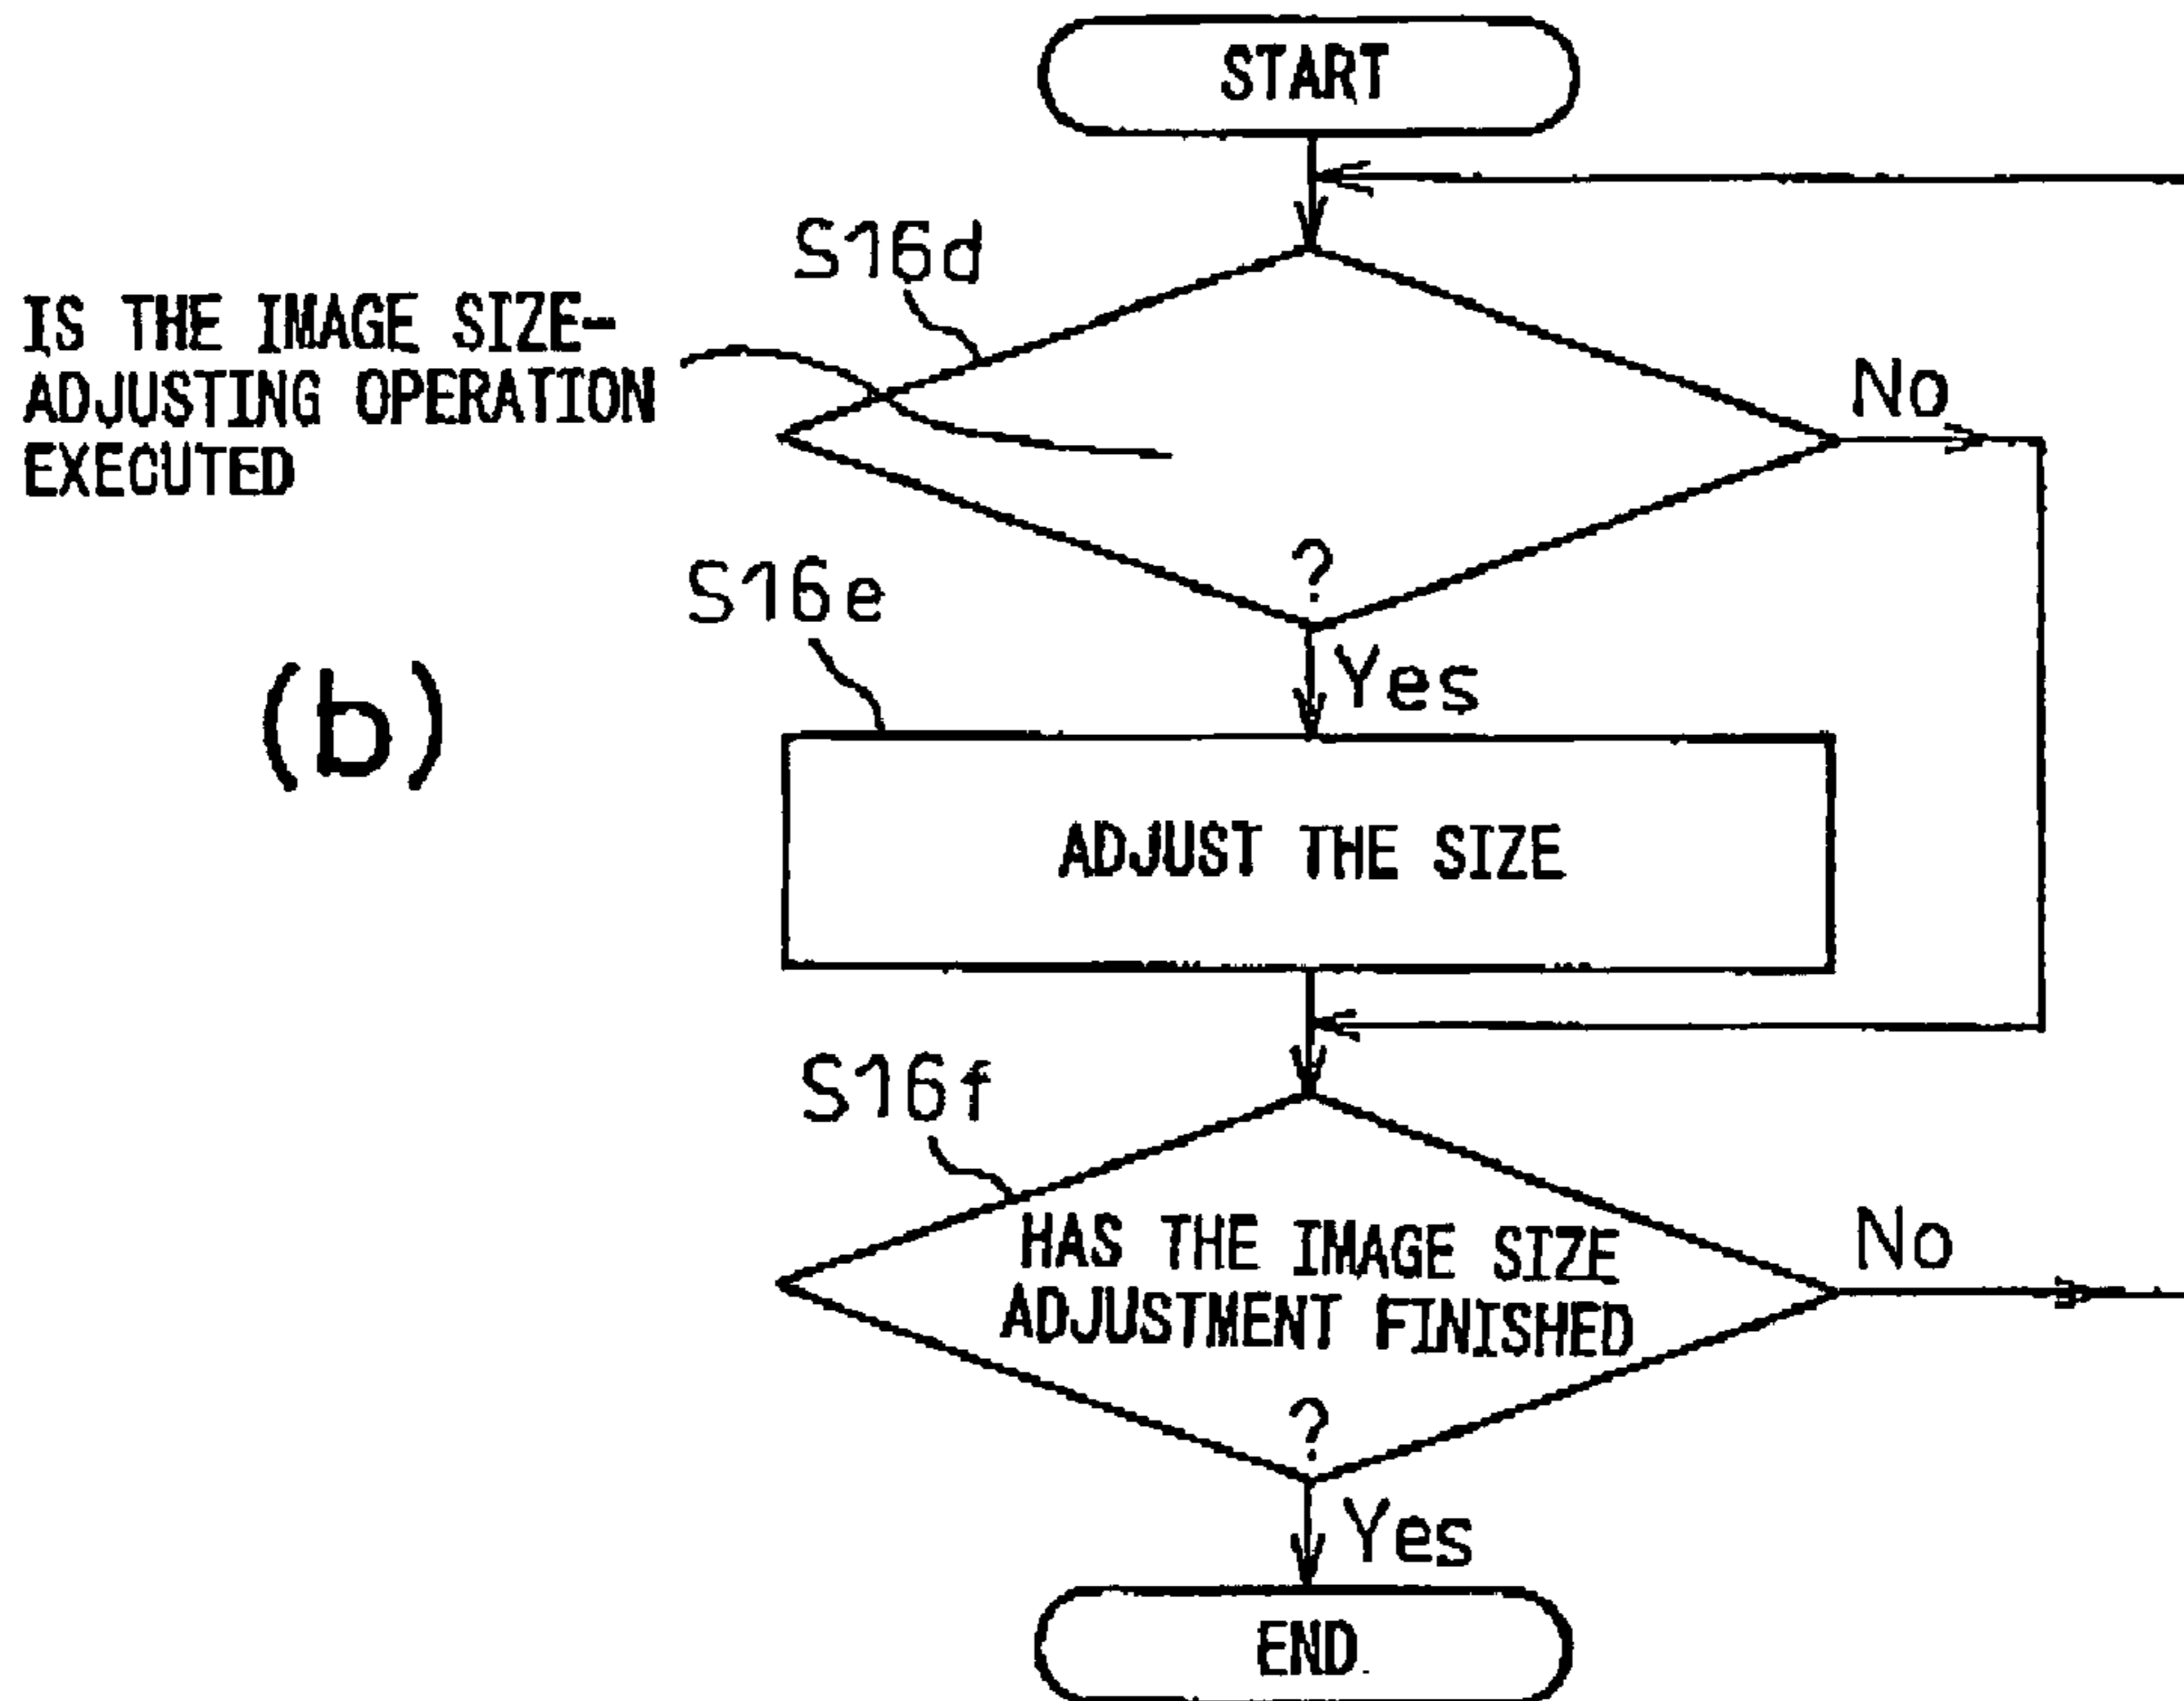 START
S16d
IS THE IMAGE SIZE-
ADJUSTING OPERATION
EXECUTED
No
?
S16e
Yes
(b)
ADJUST THE SIZE
S16f
HAS THE IMAGE SIZE
ADJUSTMENT FINISHED
No
?
Yes
END